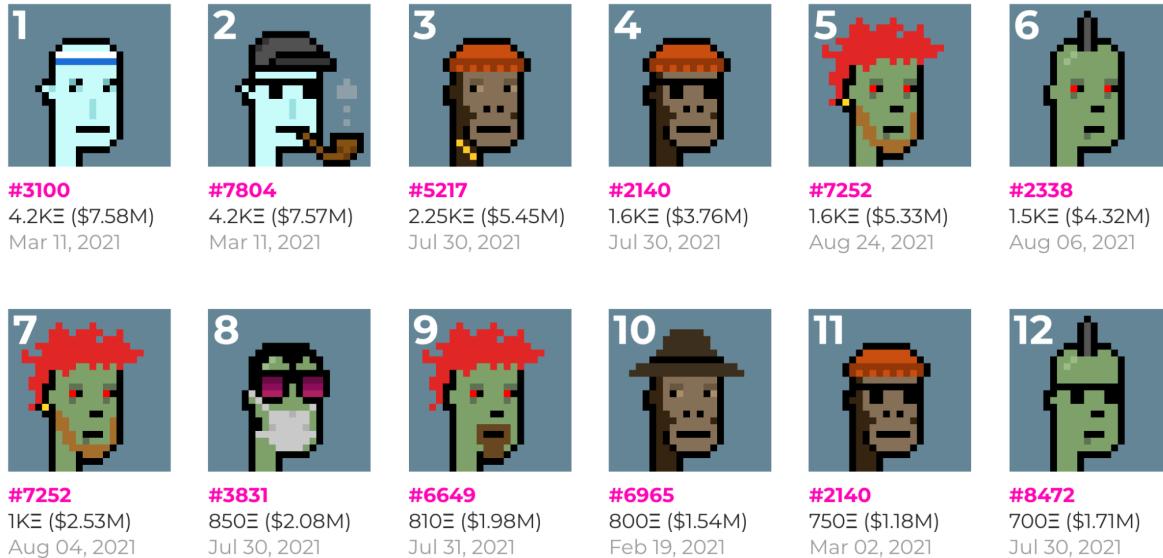 1 2 3 4 5 6
#3100 #7804 #5217 #2140 #7252 #2338
4.2KΞ ($7.58M) 4.2KΞ ($7.57M) 2.25KΞ ($5.45M) 1.6KΞ ($3.76M) 1.6KΞ ($5.33M) 1.5KΞ ($4.32M)
Mar 11, 2021 Mar 11, 2021 Jul 30, 2021 Jul 30, 2021 Aug 24, 2021 Aug 06, 2021
7 8 9 10 11 12
#7252 #3831 #6649 #6965 #2140 #8472
1KΞ ($2.53M) 850Ξ ($2.08M) 810Ξ ($1.98M) 800Ξ ($1.54M) 750Ξ ($1.18M) 700Ξ ($1.71M)
Aug 04, 2021 Jul 30, 2021 Jul 31, 2021 Feb 19, 2021 Mar 02, 2021 Jul 30, 2021